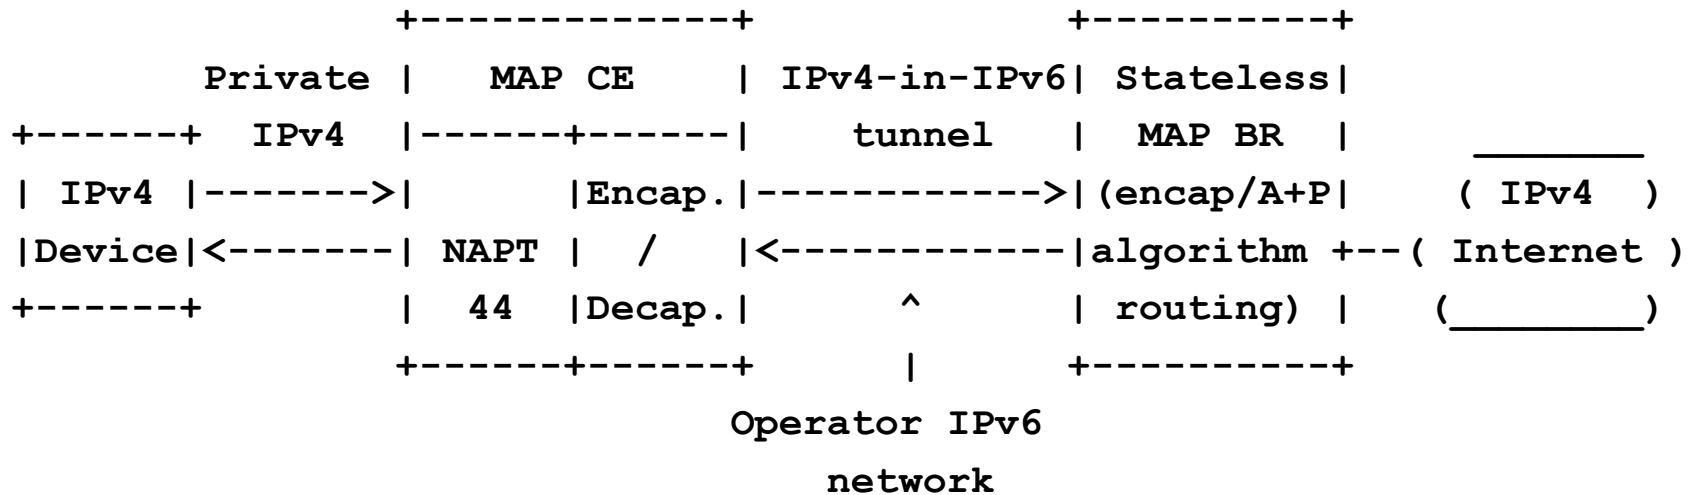 +-------------+             +----------+
      Private |   MAP CE    | IPv4-in-IPv6| Stateless|
+------+ IPv4 |------+------|    tunnel   |  MAP BR  |   _______
| IPv4 |------->|      |Encap.|------------>|(encap/A+P|  ( IPv4  )
|Device|<-------| NAPT |  /   |<------------|algorithm +--( Internet )
+------+        |  44  |Decap.|      ^      | routing) | (________)
                +------+------+      |      +----------+
                              Operator IPv6
                                 network